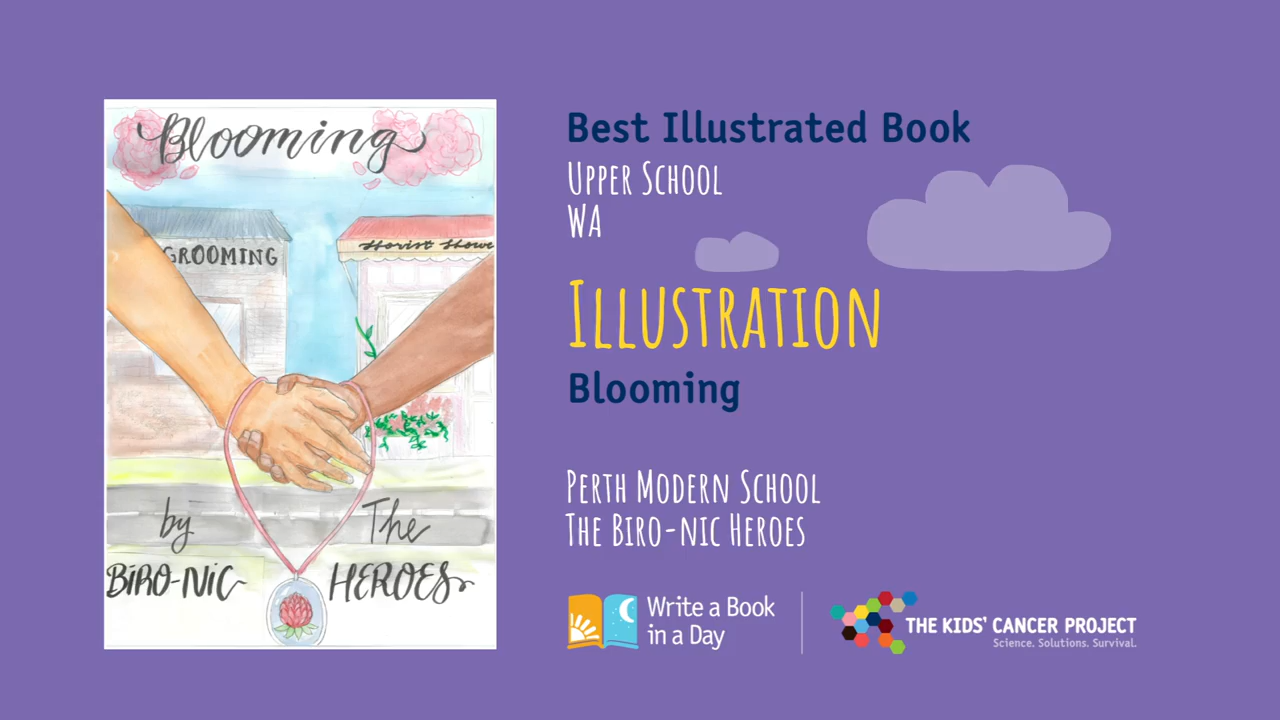 Blooming
GROOMING
Florist Flowe
by
The
BIRO-NIC
HEROES
Best Illustrated Book
Upper School
WA
Illustration
Blooming
Perth Modern School
The Biro-nic Heroes
Write a Book
in a Day
THE KIDS' CANCER PROJECT
Science. Solutions. Survival.